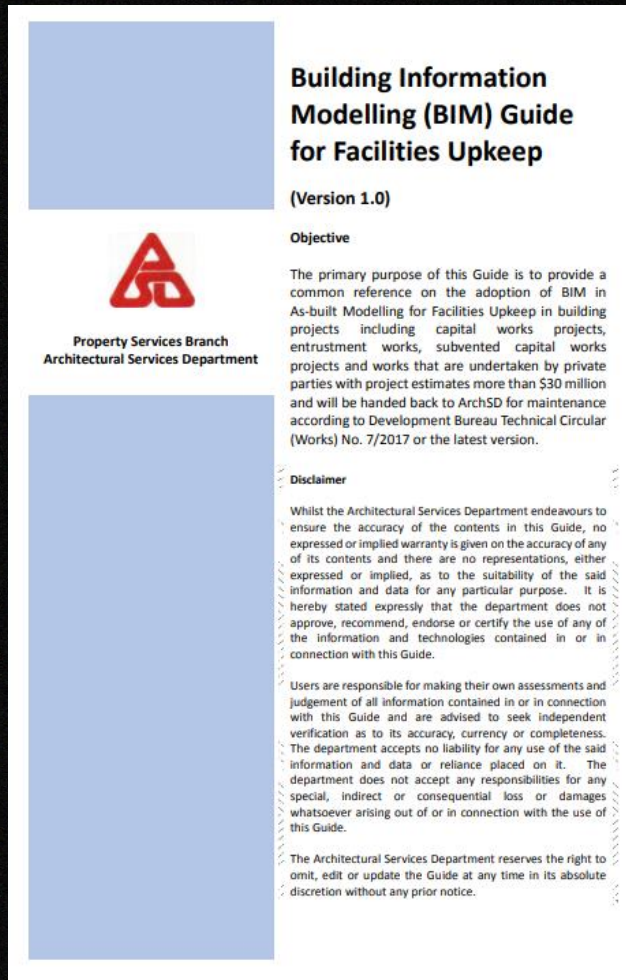 Building Information
Modelling (BIM) Guide
for Facilities Upkeep
(Version 1.0)
Objective
The primary purpose of this Guide is to provide a
common reference on the adoption of BIM in
As-built Modelling for Facilities Upkeep in building
projects including capital works projects,
entrustment works, subvented capital works
projects and works that are undertaken by private
parties with project estimates more than $30 million
and will be handed back to ArchSD for maintenance
according to Development Bureau Technical Circular
(Works) No. 7/2017 or the latest version.
ASD
Property Services Branch
Architectural Services Department
Disclaimer
Whilst the Architectural Services Department endeavours to
ensure the accuracy of the contents in this Guide, no
expressed or implied warranty is given on the accuracy of any
of its contents and there are no representations, either
expressed or implied, as to the suitability of the said
information and data for any particular purpose. It is
hereby stated expressly that the department does not
approve, recommend, endorse or certify the use of any of
the information and technologies contained in or in
connection with this Guide.
Users are responsible for making their own assessments and
judgement of all information contained in or in connection
with this Guide and are advised to seek independent
verification as to its accuracy, currency or completeness.
The department accepts no liability for any use of the said
information and data or reliance placed on it. The
department does not accept any responsibilities for any
special, indirect or consequential loss or damages
whatsoever arising out of or in connection with the use of
this Guide.
The Architectural Services Department reserves the right to
omit, edit or update the Guide at any time in its absolute
discretion without any prior notice.